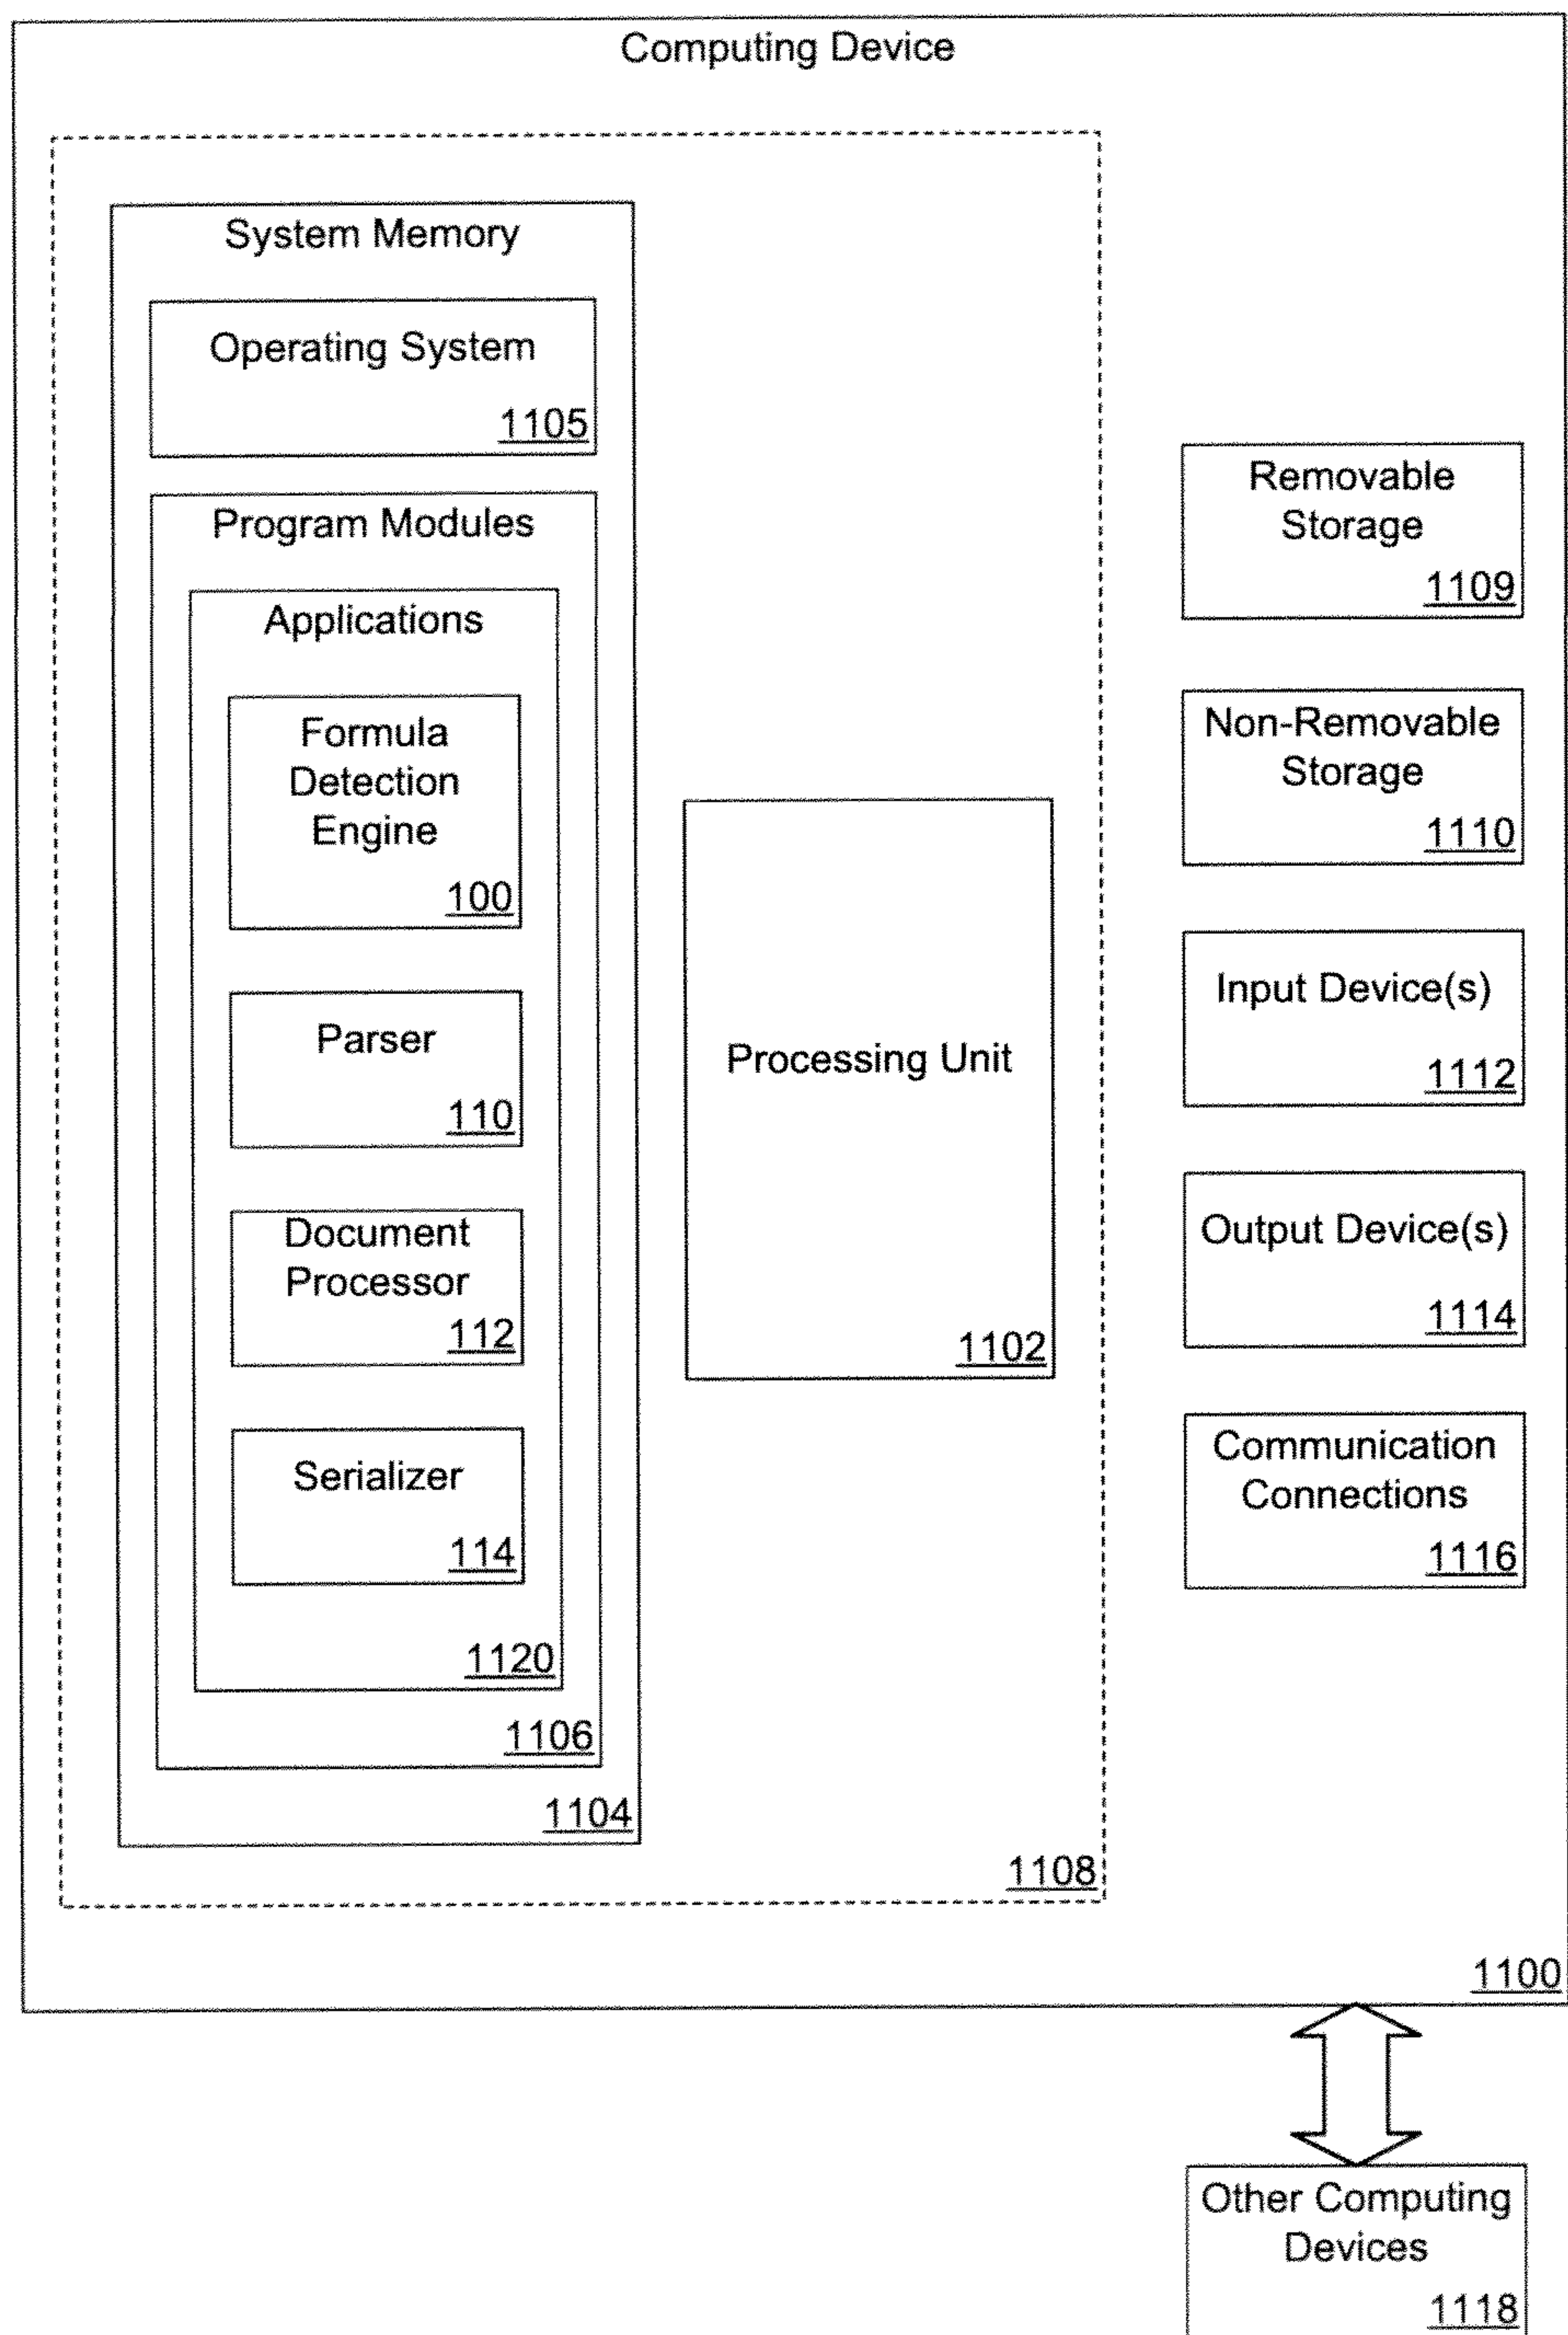 Computing Device
System Memory
Operating System
1105
Program Modules
Applications
Formula
Detection
Engine
100
Parser
110
Document
Processor
112
Serializer
114
1120
1106
1104
Processing Unit
1102
1108
Removable
Storage
1109
Non-Removable
Storage
1110
Input Device(s)
1112
Output Device(s)
1114
Communication
Connections
1116
1100
Other Computing
Devices
1118